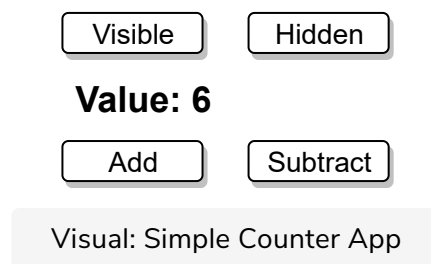 Visible Hidden
Value: 6
Add Subtract
Visual: Simple Counter App